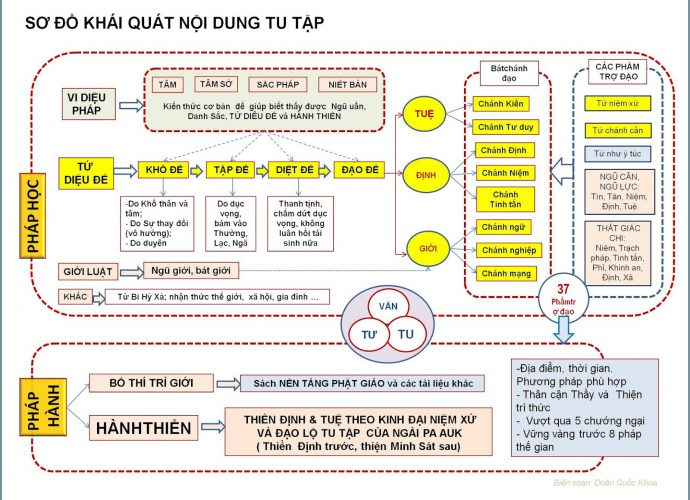 SƠ ĐỒ KHÁI QUÁT NỘI DUNG TU TẬP
PHÁP HỌC
VI DIỆU
PHÁP
TÂM
TÂM SỞ
SẮC PHÁP
NIẾT BÀN
Kiến thức cơ bản để giúp biết thấy được Ngũ uẩn,
Danh Sắc, TỨ DIỆU ĐẾ và HÀNH THIỀN
TỨ
DIỆU ĐẾ
KHỔ ĐẾ
TẬP ĐẾ
DIỆT ĐẾ
ĐẠO ĐẾ
-Do Khổ thân và
tâm;
- Do Sự thay đổi
(vô hướng);
- Do duyên
Do dục
vọng,
bám vào
Thường,
Lạc, Ngã
Thanh tịnh,
chấm dứt dục
vọng, không
luân hồi tái
sinh nữa
GIỚI LUẬT
Ngũ giới, bát giới
KHÁC
Từ Bi Hỷ Xả; nhận thức thế giới, xã hội, gia đình ...
TUỆ
ĐỊNH
GIỚI
Bátchánh
đạo
Chánh Kiến
Chánh Tư duy
Chánh Định
Chánh Niệm
Chánh
Tinh tấn
Chánh ngữ
Chánh nghiệp
Chánh mạng
CÁC PHẨM
TRỢ ĐẠO
Tứ niệm xứ
Tứ chánh cần
Tứ như ý túc
NGŨ CĂN,
NGŨ LỰC:
Tín, Tấn, Niệm,
Định, Tuệ
THẤT GIÁC
CHI:
Niệm, Trạch
pháp, Tinh tấn,
Phỉ, Khinh an,
Định, Xả
37
Phẩmtr
ợ đạo
VĂN
TƯ
TU
PHÁP
HÀNH
BỐ THÍ TRÌ GIỚI
Sách NỀN TẢNG PHẬT GIÁO và các tài liệu khác
HÀNHTHIỀN
THIỀN ĐỊNH & TUỆ THEO KINH ĐẠI NIỆM XỨ
VÀ ĐẠO LỘ TU TẬP CỦA NGÀI PA AUK
( Thiền Định trước, thiện Minh Sát sau)
-Địa điểm, thời gian.
Phương pháp phù hợp
- Thân cận Thầy và Thiện
tri thức
- Vượt qua 5 chướng ngại
- Vững vàng trước 8 pháp
thế gian
Biên soạn: Doãn Quốc Khoa